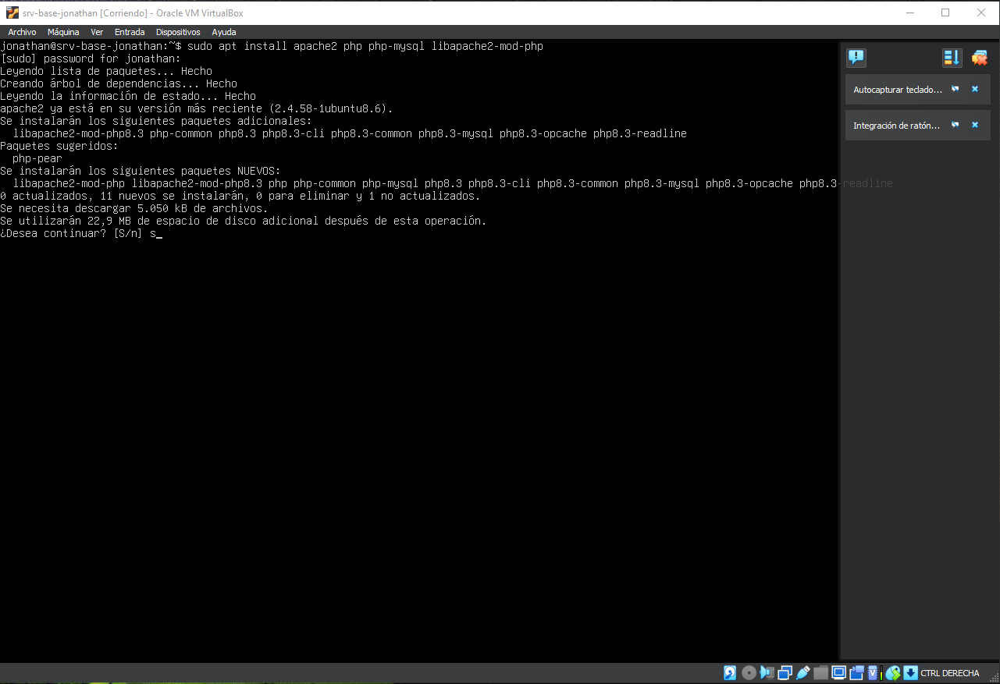 srv-base-jonathan [Corriendo] - Oracle VM VirtualBox
Archivo Máquina Ver Entrada Dispositivos Ayuda
jonathan@srv-base-jonathan:~$ sudo apt install apache2 php php-mysql libapache2-mod-php
[sudo] password for jonathan:
Leyendo lista de paquetes... Hecho
Creando árbol de dependencias... Hecho
Leyendo la información de estado... Hecho
apache2 ya está en su versión más reciente (2.4.58-1ubuntu8.6).
Se instalarán los siguientes paquetes adicionales:
libapache2-mod-php8.3 php-common php8.3 php8.3-cli php8.3-common php8.3-mysql php8.3-opcache php8.3-readline
Paquetes sugeridos:
php-pear
Se instalarán los siguientes paquetes NUEVOS:
libapache2-mod-php libapache2-mod-php8.3 php php-common php-mysql php8.3 php8.3-cli php8.3-common php8.3-mysql php8.3-opcache php8.3-readline
0 actualizados, 11 nuevos se instalarán, 0 para eliminar y 1 no actualizados.
Se necesita descargar 5.050 kB de archivos.
Se utilizarán 22,9 MB de espacio de disco adicional después de esta operación.
¿Desea continuar? [S/n] s_
Autocapturar teclado...
Integración de ratón...
CTRL DERECHA